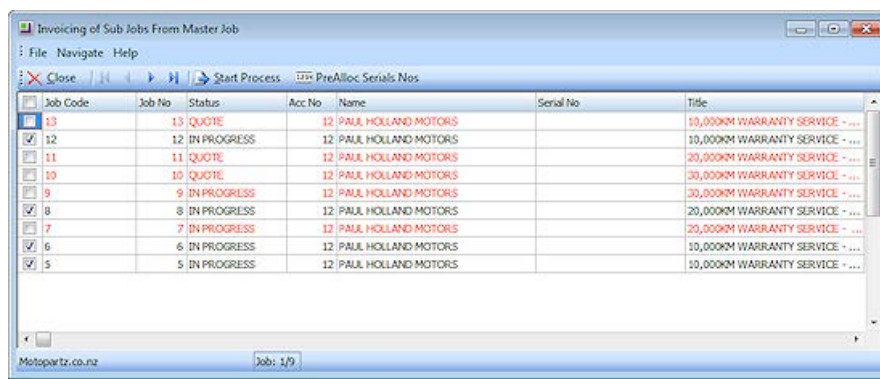 Invoicing of Sub Jobs From Master Job
File Navigate Help
Close Start Process 1234 PreAlloc Serials Nos
Job Code Job No Status Acc No Name Serial No Title
13 13 QUOTE 12 PAUL HOLLAND MOTORS 10,000KM WARRANTY SERVICE - ...
12 12 IN PROGRESS 12 PAUL HOLLAND MOTORS 10,000KM WARRANTY SERVICE - ...
11 11 QUOTE 12 PAUL HOLLAND MOTORS 20,000KM WARRANTY SERVICE - ...
10 10 QUOTE 12 PAUL HOLLAND MOTORS 30,000KM WARRANTY SERVICE - ...
9 9 IN PROGRESS 12 PAUL HOLLAND MOTORS 30,000KM WARRANTY SERVICE - ...
8 8 IN PROGRESS 12 PAUL HOLLAND MOTORS 20,000KM WARRANTY SERVICE - ...
7 7 IN PROGRESS 12 PAUL HOLLAND MOTORS 20,000KM WARRANTY SERVICE - ...
6 6 IN PROGRESS 12 PAUL HOLLAND MOTORS 10,000KM WARRANTY SERVICE - ...
5 5 IN PROGRESS 12 PAUL HOLLAND MOTORS 10,000KM WARRANTY SERVICE - ...
Motopartz.co.nz Job: 1/9